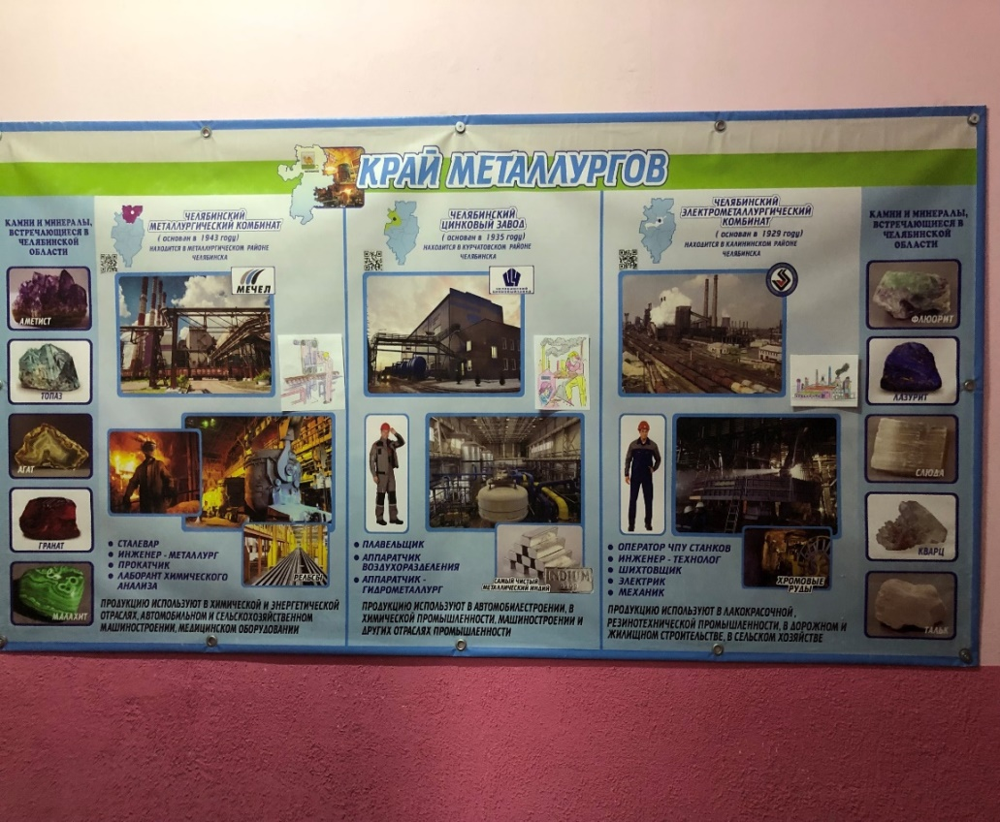 КРАЙ МЕТАЛЛУРГОВ
КАМНИ И МИНЕРАЛЫ,
ВСТРЕЧАЮЩИЕСЯ В
ЧЕЛЯБИНСКОЙ
ОБЛАСТИ
АМЕТИСТ
ТОПАЗ
АГАТ
ГРАНАТ
МАЛАХИТ
ЧЕЛЯБИНСКИЙ
МЕТАЛЛУРГИЧЕСКИЙ КОМБИНАТ
( основан в 1943 году )
НАХОДИТСЯ В МЕТАЛЛУРГИЧЕСКОМ РАЙОНЕ
ЧЕЛЯБИНСКА
МЕЧЕЛ
РЕЛЬСЫ
• СТАЛЕВАР
• ИНЖЕНЕР - МЕТАЛЛУРГ
• ПРОКАТЧИК
• ЛАБОРАНТ ХИМИЧЕСКОГО
АНАЛИЗА
ПРОДУКЦИЮ ИСПОЛЬЗУЮТ В ХИМИЧЕСКОЙ И ЭНЕРГЕТИЧЕСКОЙ
ОТРАСЛЯХ, АВТОМОБИЛЬНОМ И СЕЛЬСКОХОЗЯЙСТВЕННОМ
МАШИНОСТРОЕНИИ, МЕДИЦИНСКОМ ОБОРУДОВАНИИ
ЧЕЛЯБИНСКИЙ
ЦИНКОВЫЙ ЗАВОД
( основан в 1935 году )
НАХОДИТСЯ В КУРЧАТОВСКОМ РАЙОНЕ
ЧЕЛЯБИНСКА
• ПЛАВЕЛЬЩИК
• АППАРАТЧИК
ВОЗДУХОРАЗДЕЛЕНИЯ
• АППАРАТЧИК -
ГИДРОМЕТАЛЛУРГ
САМЫЙ ЧИСТЫЙ
МЕТАЛЛИЧЕСКИЙ ИНДИЙ
INDIUM
ПРОДУКЦИЮ ИСПОЛЬЗУЮТ В АВТОМОБИЛЕСТРОЕНИИ, В
ХИМИЧЕСКОЙ ПРОМЫШЛЕННОСТИ, МАШИНОСТРОЕНИИ И
ДРУГИХ ОТРАСЛЯХ ПРОМЫШЛЕННОСТИ
ЧЕЛЯБИНСКИЙ
ЭЛЕКТРОМЕТАЛЛУРГИЧЕСКИЙ
КОМБИНАТ
( основан в 1929 году)
НАХОДИТСЯ В КАЛИНИНСКОМ РАЙОНЕ
ЧЕЛЯБИНСКА
• ОПЕРАТОР ЧПУ СТАНКОВ
• ИНЖЕНЕР - ТЕХНОЛОГ
• ШИХТОВЩИК
• ЭЛЕКТРИК
• МЕХАНИК
ХРОМОВЫЕ
РУДЫ
ПРОДУКЦИЮ ИСПОЛЬЗУЮТ В ЛАКОКРАСОЧНОЙ ,
РЕЗИНОТЕХНИЧЕСКОЙ ПРОМЫШЛЕННОСТИ, В ДОРОЖНОМ И
ЖИЛИЩНОМ СТРОИТЕЛЬСТВЕ, В СЕЛЬСКОМ ХОЗЯЙСТВЕ
КАМНИ И МИНЕРАЛЫ,
ВСТРЕЧАЮЩИЕСЯ В
ЧЕЛЯБИНСКОЙ
ОБЛАСТИ
ФЛЮОРИТ
ЛАЗУРИТ
СЛЮДА
КВАРЦ
ТАЛЬК